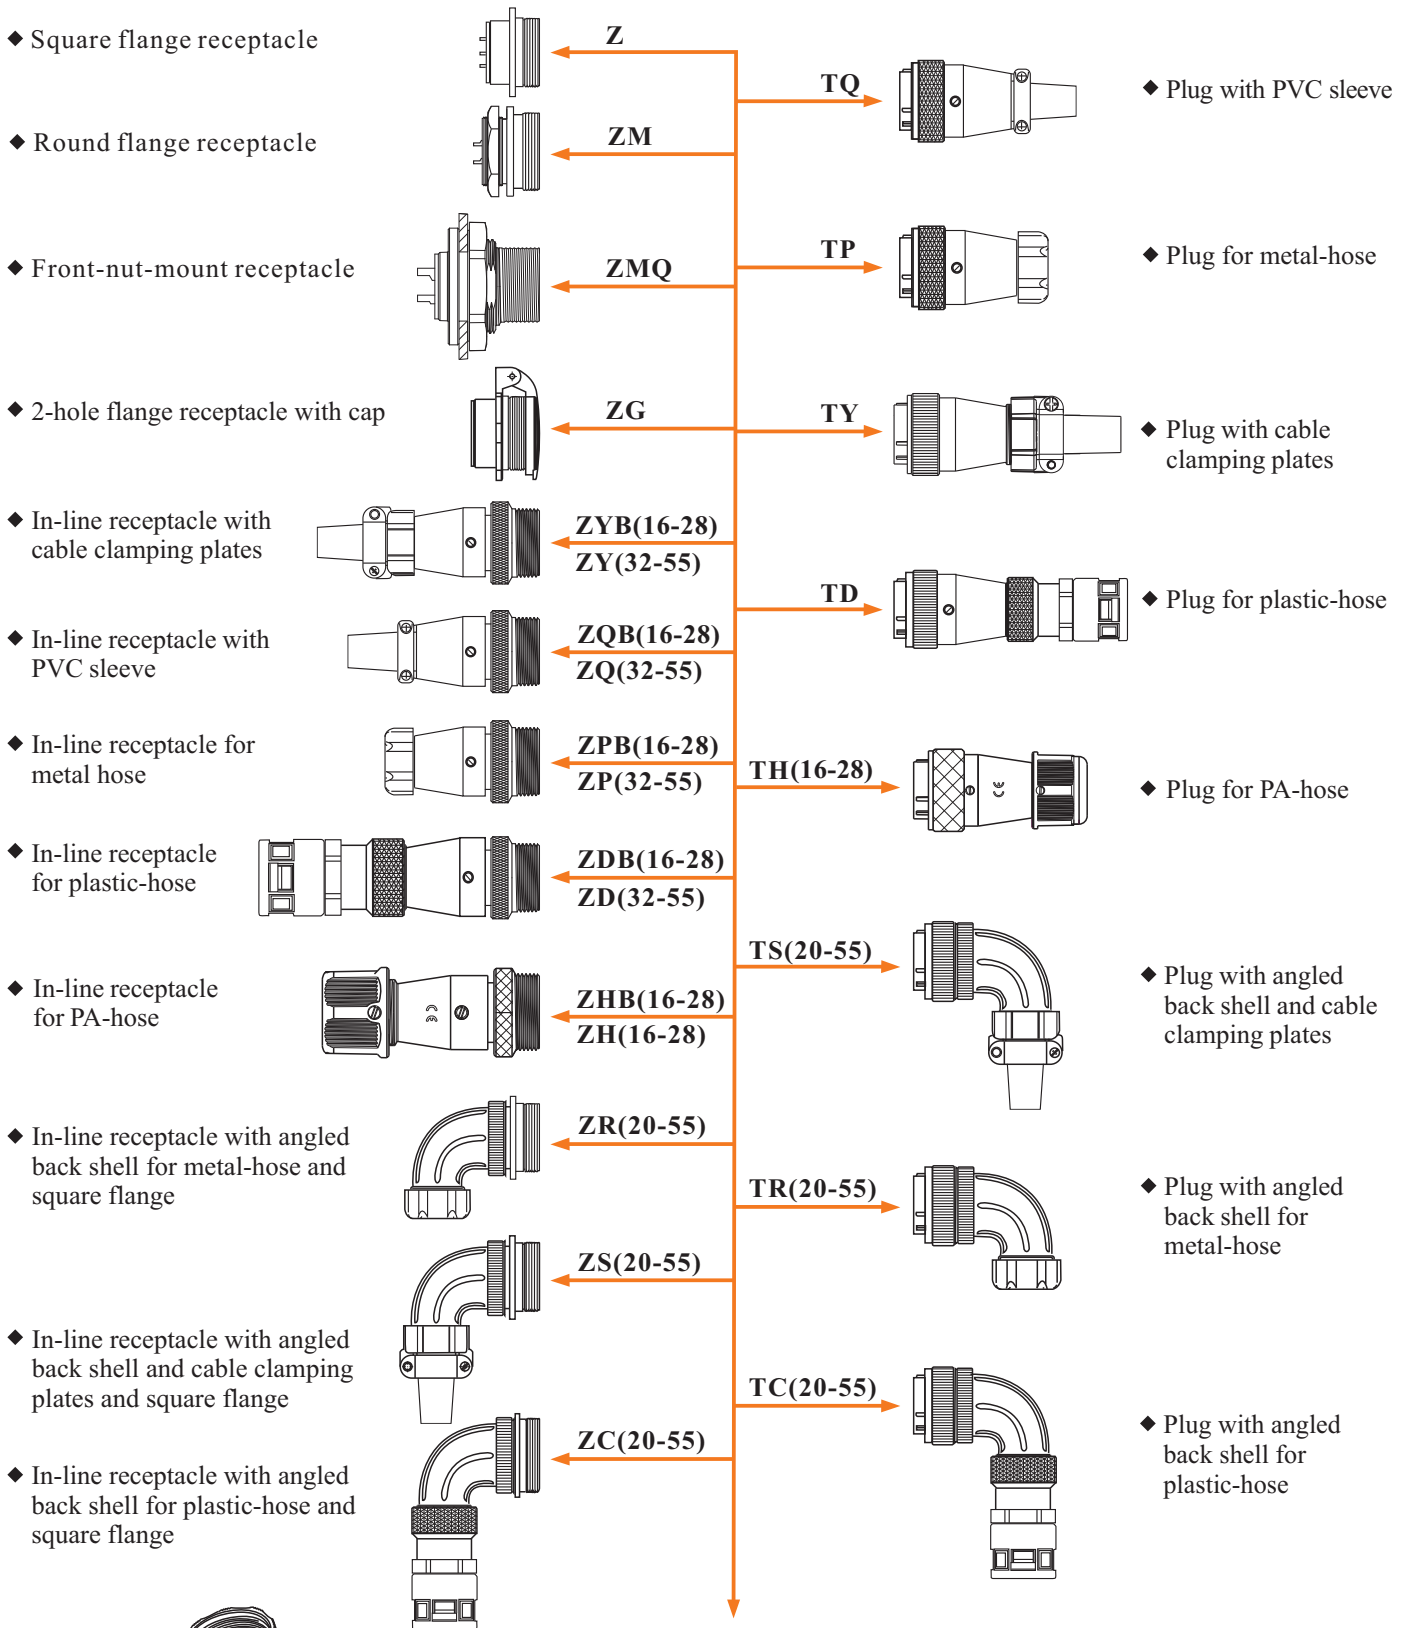 ◆ Square flange receptacle
Z
◆ Round flange receptacle
ZM
◆ Front-nut-mount receptacle
ZMQ
◆ 2-hole flange receptacle with cap
ZG
◆ In-line receptacle with
cable clamping plates
ZYB(16-28)
ZY(32-55)
◆ In-line receptacle with
PVC sleeve
ZQB(16-28)
ZQ(32-55)
◆ In-line receptacle for
metal hose
ZPB(16-28)
ZP(32-55)
◆ In-line receptacle
for plastic-hose
ZDB(16-28)
ZD(32-55)
◆ In-line receptacle
for PA-hose
CE
ZHB(16-28)
ZH(16-28)
◆ In-line receptacle with angled
back shell for metal-hose and
square flange
ZR(20-55)
◆ In-line receptacle with angled
back shell and cable clamping
plates and square flange
ZS(20-55)
◆ In-line receptacle with angled
back shell for plastic-hose and
square flange
ZC(20-55)
TQ
◆ Plug with PVC sleeve
TP
◆ Plug for metal-hose
TY
◆ Plug with cable
clamping plates
TD
◆ Plug for plastic-hose
TH(16-28)
CE
◆ Plug for PA-hose
TS(20-55)
◆ Plug with angled
back shell and cable
clamping plates
TR(20-55)
◆ Plug with angled
back shell for
metal-hose
TC(20-55)
◆ Plug with angled
back shell for
plastic-hose